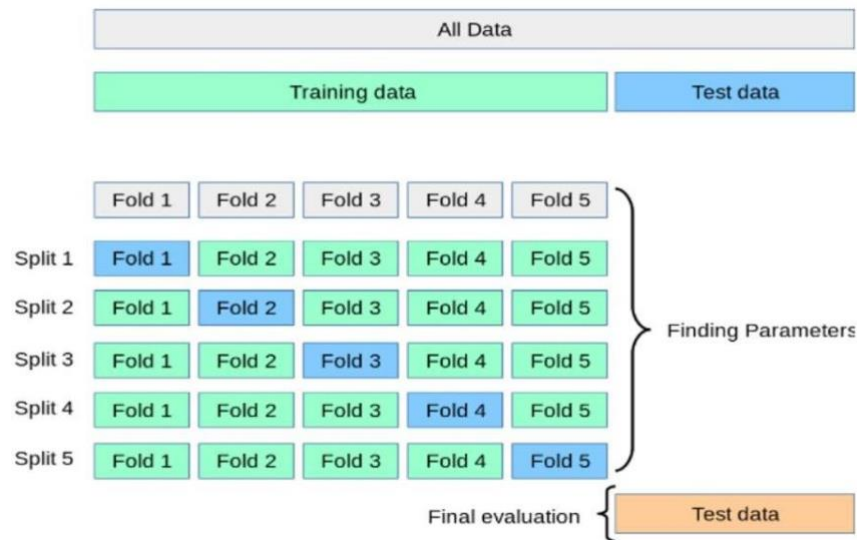 All Data
Training data Test data
Fold 1 Fold 2 Fold 3 Fold 4 Fold 5
Split 1 Fold 1 Fold 2 Fold 3 Fold 4 Fold 5
Split 2 Fold 1 Fold 2 Fold 3 Fold 4 Fold 5
Finding Parameters
Split 3 Fold 1 Fold 2 Fold 3 Fold 4 Fold 5
Split 4 Fold 1 Fold 2 Fold 3 Fold 4 Fold 5
Split 5 Fold 1 Fold 2 Fold 3 Fold 4 Fold 5
Final evaluation Test data